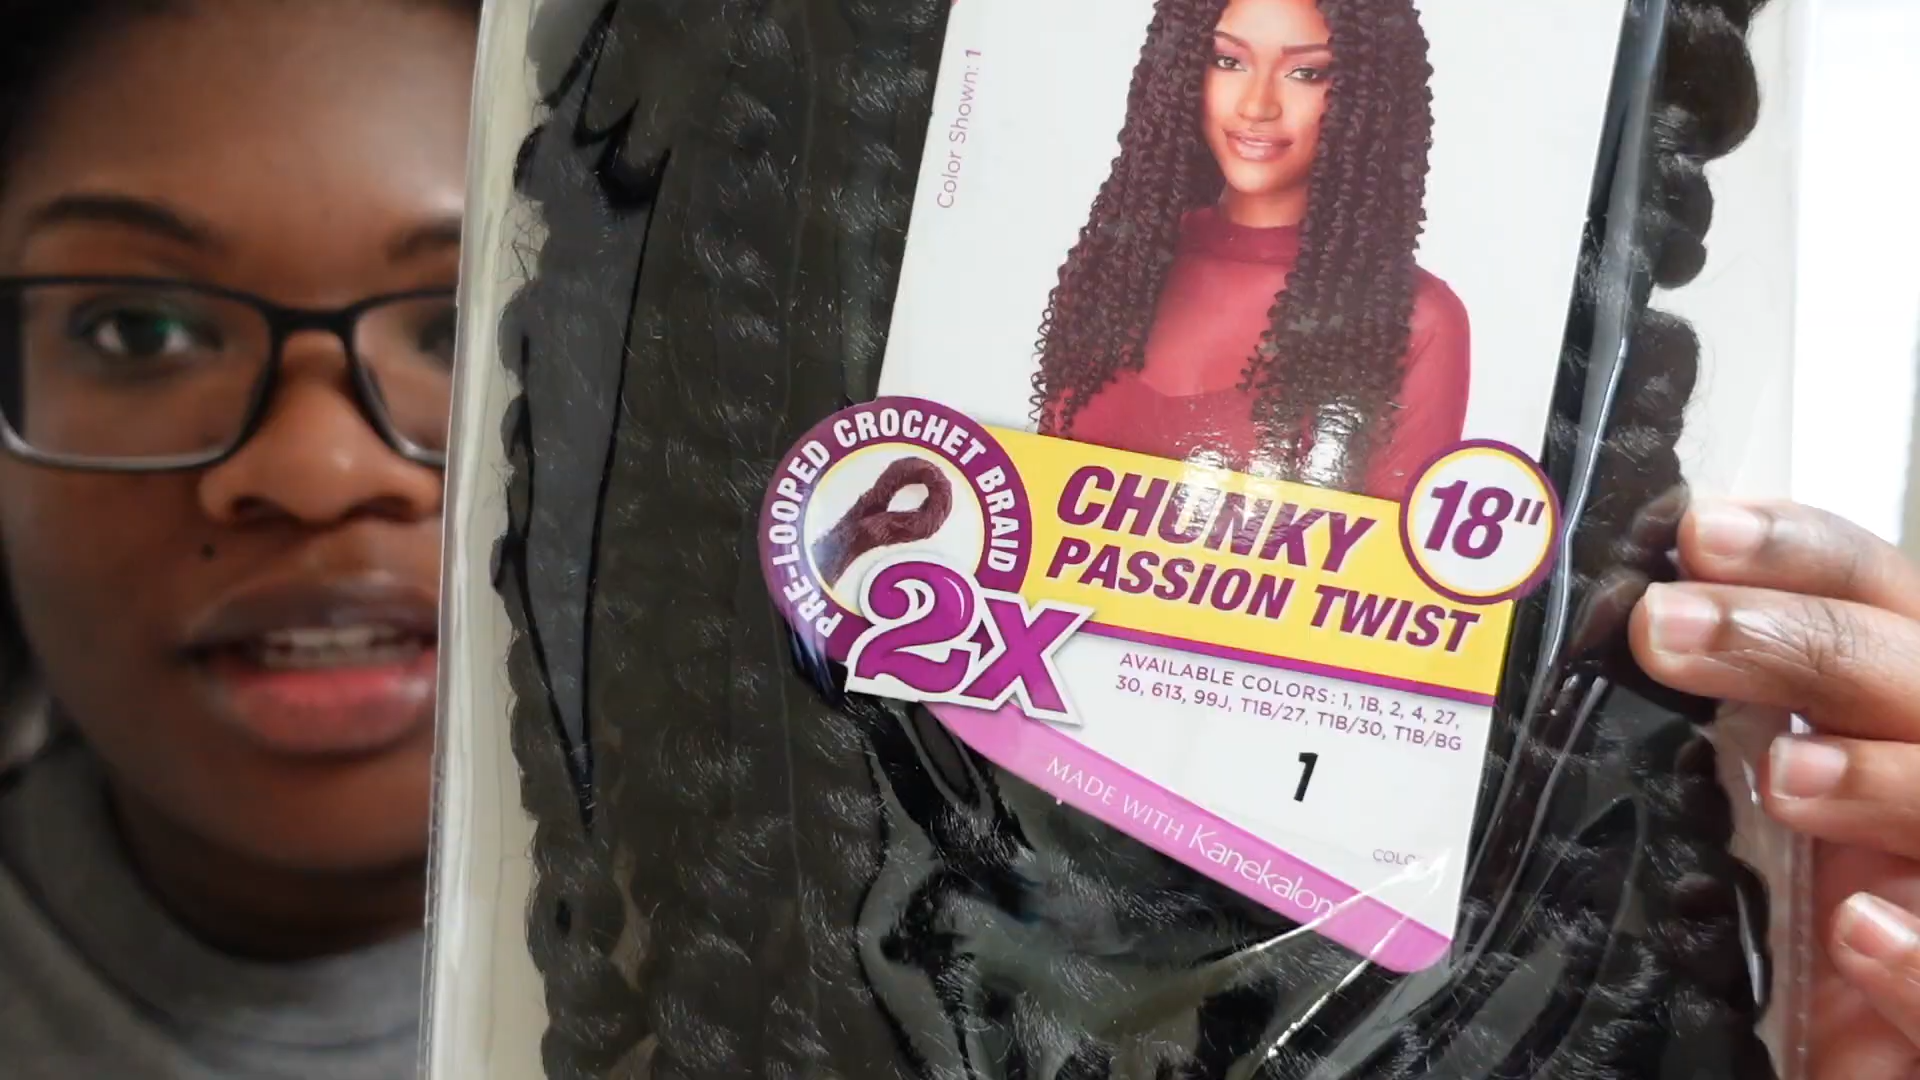 Color Shown: 1
PRE-LOOPED CROCHET BRAID
2X
CHUNKY
PASSION TWIST
18"
AVAILABLE COLORS: 1, 1B, 2, 4, 27,
30, 613, 99J, T1B/27, T1B/30, T1B/BG
1
MADE WITH Kanekalon